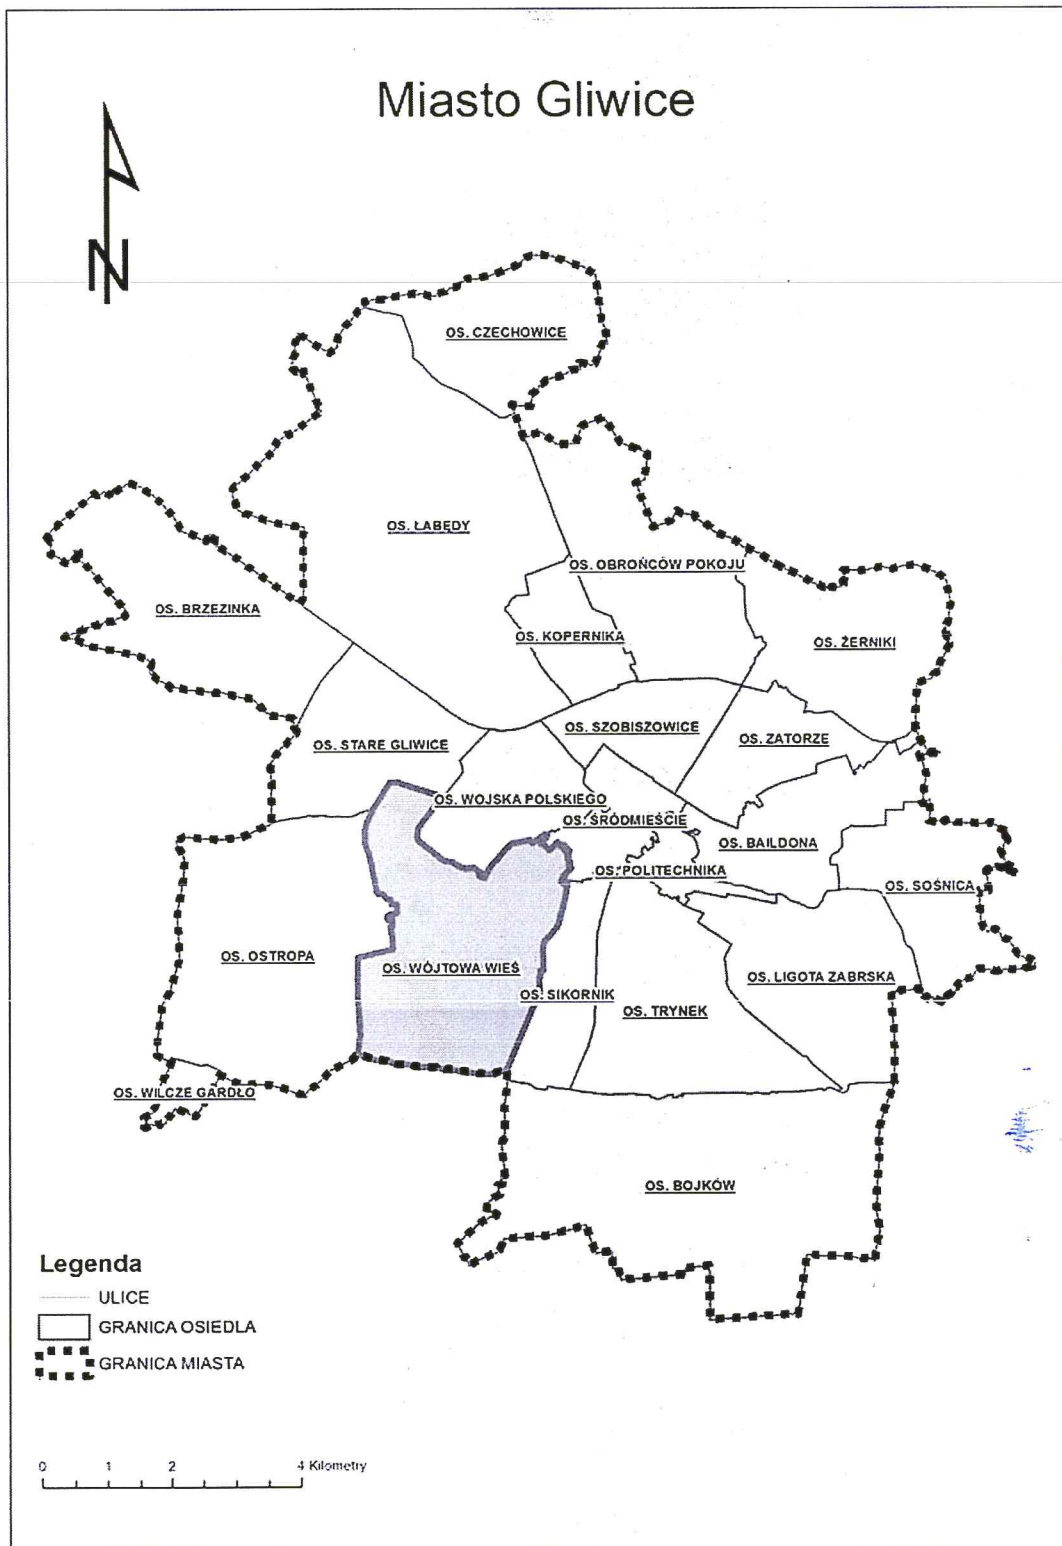 Miasto Gliwice
N
OS. CZECHOWICE
OS. ŁABĘDY
OS. OBROŃCÓW POKOJU
OS. BRZEZINKA
OS. KOPERNIKA
OS. ŻERNIKI
OS. SZOBISZOWICE
OS. ZATORZE
OS. STARE GLIWICE
OS. WOJSKA POLSKIEGO
OS. ŚRÓDMIEŚCIE
OS. BAILDONA
OS. POLITECHNIKA
OS. SOŚNICA
OS. OSTROPA
OS. WÓJTOWA WIEŚ
OS. LIGOTA ZABRSKA
OS. SIKORNIK
OS. TRYNEK
OS. WILCZE GARDŁO
OS. BOJKÓW
Legenda
ULICE
GRANICA OSIEDLA
GRANICA MIASTA
0 1 2 4 Kilometry